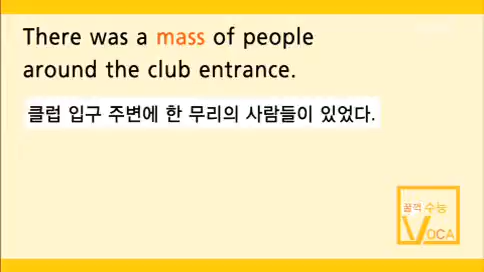 There was a mass of people
around the club entrance.
클럽 입구 주변에 한 무리의 사람들이 있었다.
꿀꺽 수능
VOCA